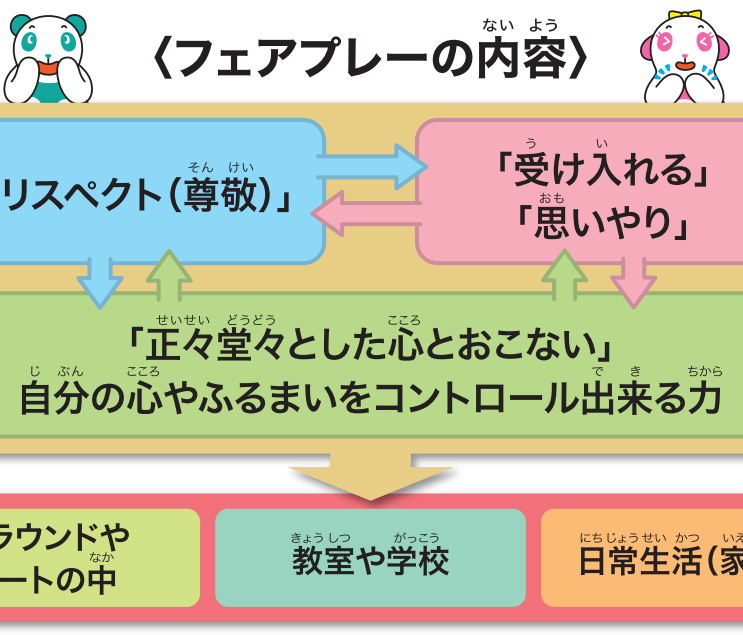 〈フェアプレーの内容〉
リスペクト(尊敬)」
「受け入れる」
「思いやり」
「正々堂々とした心とおこない」
自分の心やふるまいをコントロール出来る力
ラウンドや
ートの中
教室や学校
日常生活(家